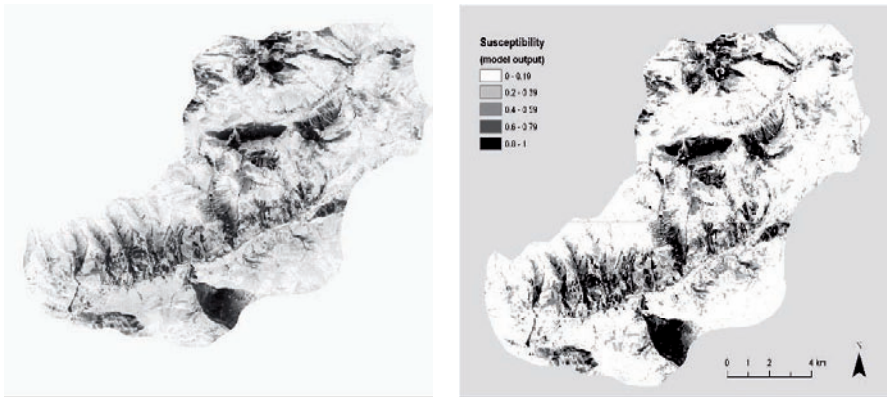 Susceptibility
(model output)
0 - 0.19
0.2 - 0.39
0.4 - 0.59
0.6 - 0.79
0.8 - 1
N
0 1 2 4 km